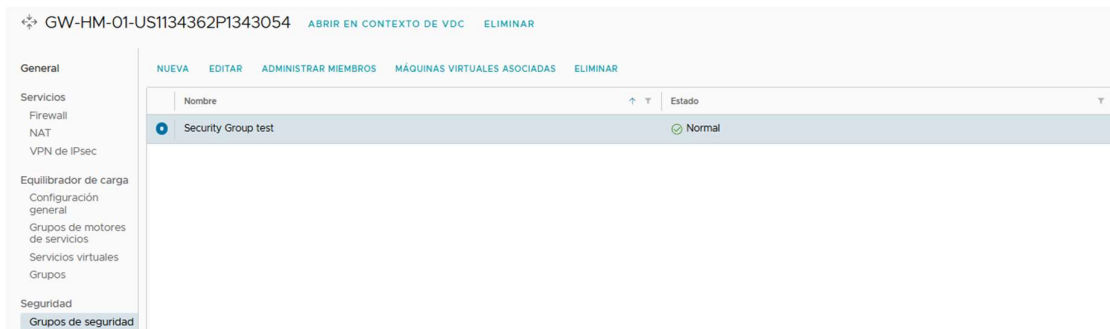 GW-HM-01-US1134362P1343054 ABRIR EN CONTEXTO DE VDC ELIMINAR
General
Servicios
Firewall
NAT
VPN de IPsec
Equilibrador de carga
Configuración
general
Grupos de motores
de servicios
Servicios virtuales
Grupos
Seguridad
Grupos de seguridad
NUEVA EDITAR ADMINISTRAR MIEMBROS MÁQUINAS VIRTUALES ASOCIADAS ELIMINAR
Nombre Estado
Security Group test Normal